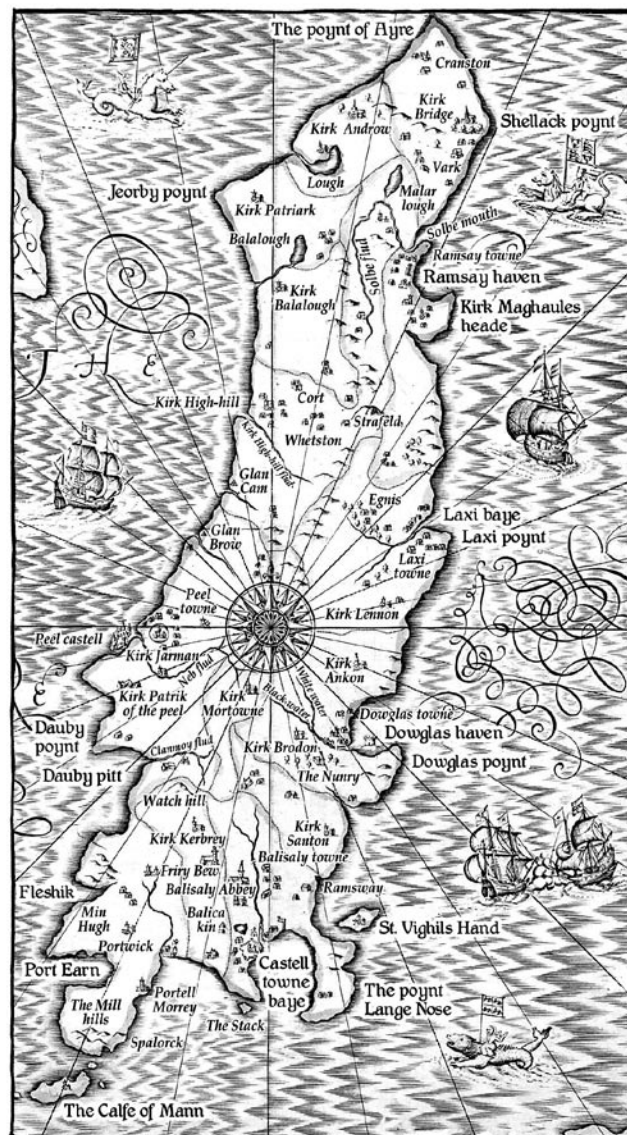 The poynt of Ayre
Cranston
Kirk
Bridge
Kirk Androw
Shellack poynt
Vark
Lough
Malar
lough
Jeorby poynt
Kirk Patriark
Solbe mouth
Balalough
Solbe flud
Ramsay towne
Ramsay haven
Kirk
Balalough
Kirk Maghaules
heade
THE
Cort
Kirk High-hill
Strafeld
Whetston
Kirk High-hill flud
Glan
Cam
Egnis
Laxi baye
Laxi poynt
Glan
Brow
Laxi
towne
Peel
towne
Kirk Lennon
Peel castell
Kirk Jarman
Kirk
Ankon
Neb flud
White water
Kirk Patrik
of the peel
Kirk
Mortowne
Black water
Dowglas towne
Dauby
poynt
Dowglas haven
Clannoy flud
Kirk Brodon
Dowglas poynt
Dauby pitt
The Nunry
Watch hill
Kirk
Santon
Kirk Kerbrey
Balisaly towne
Friry Bew
Fleshik
Balisaly Abbey
Ramsway
Min
Hugh
Balica
kin
St. Vighils Hand
Portwick
Port Earn
Castell
towne
baye
The Mill
hills
Portell
Morrey
The poynt
Lange Nose
The Stack
Spalorck
The Calfe of Mann